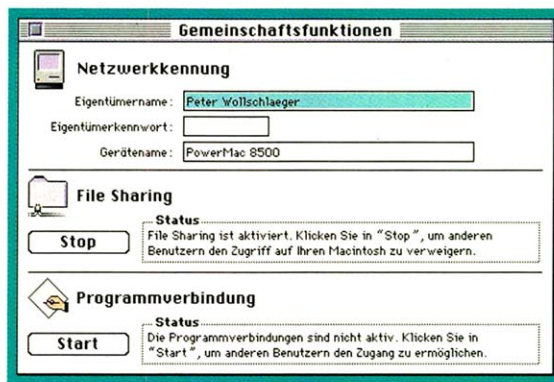 Gemeinschaftsfunktionen
Netzwerkkennung
Eigentümername: Peter Wollschlaeger
Eigentümerkennwort:
Gerätename: PowerMac 8500
File Sharing
Status
Stop
File Sharing ist aktiviert. Klicken Sie in "Stop", um anderen
Benutzern den Zugriff auf Ihren Macintosh zu verweigern.
Programmverbindung
Status
Start
Die Programmverbindungen sind nicht aktiv. Klicken Sie in
"Start", um anderen Benutzern den Zugang zu ermöglichen.